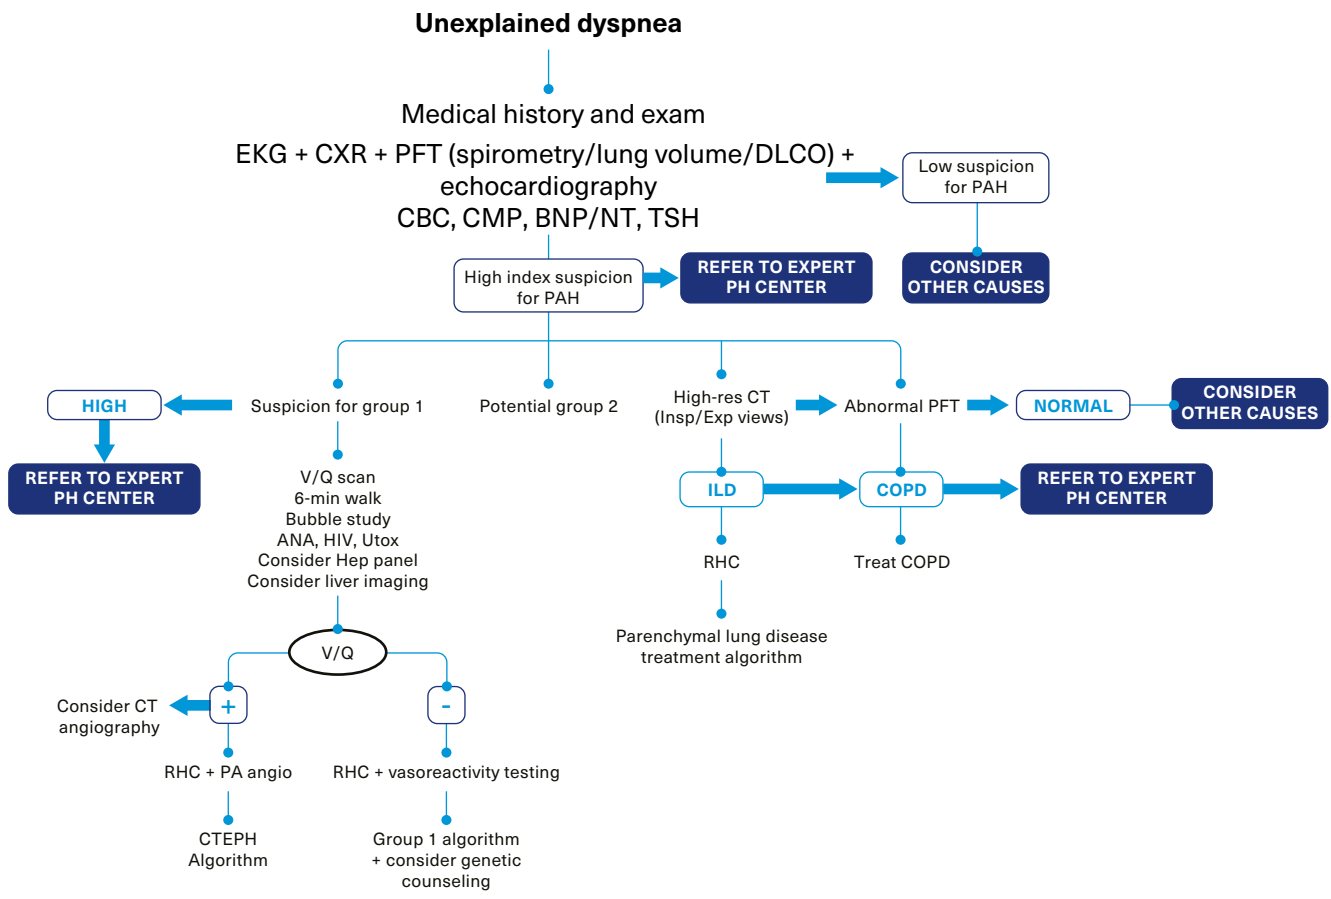 Unexplained dyspnea
Medical history and exam
EKG + CXR + PFT (spirometry/lung volume/DLCO) +
echocardiography
CBC, CMP, BNP/NT, TSH
Low suspicion
for PAH
CONSIDER
OTHER CAUSES
High index suspicion
for PAH
REFER TO EXPERT
PH CENTER
HIGH
REFER TO EXPERT
PH CENTER
Suspicion for group 1
Potential group 2
High-res CT
(Insp/Exp views)
Abnormal PFT
NORMAL
CONSIDER
OTHER CAUSES
V/Q scan
6-min walk
Bubble study
ANA, HIV, Utox
Consider Hep panel
Consider liver imaging
ILD
COPD
REFER TO EXPERT
PH CENTER
RHC
Treat COPD
Parenchymal lung disease
treatment algorithm
V/Q
Consider CT
angiography
+
-
RHC + PA angio
RHC + vasoreactivity testing
CTEPH
Algorithm
Group 1 algorithm
+ consider genetic
counseling